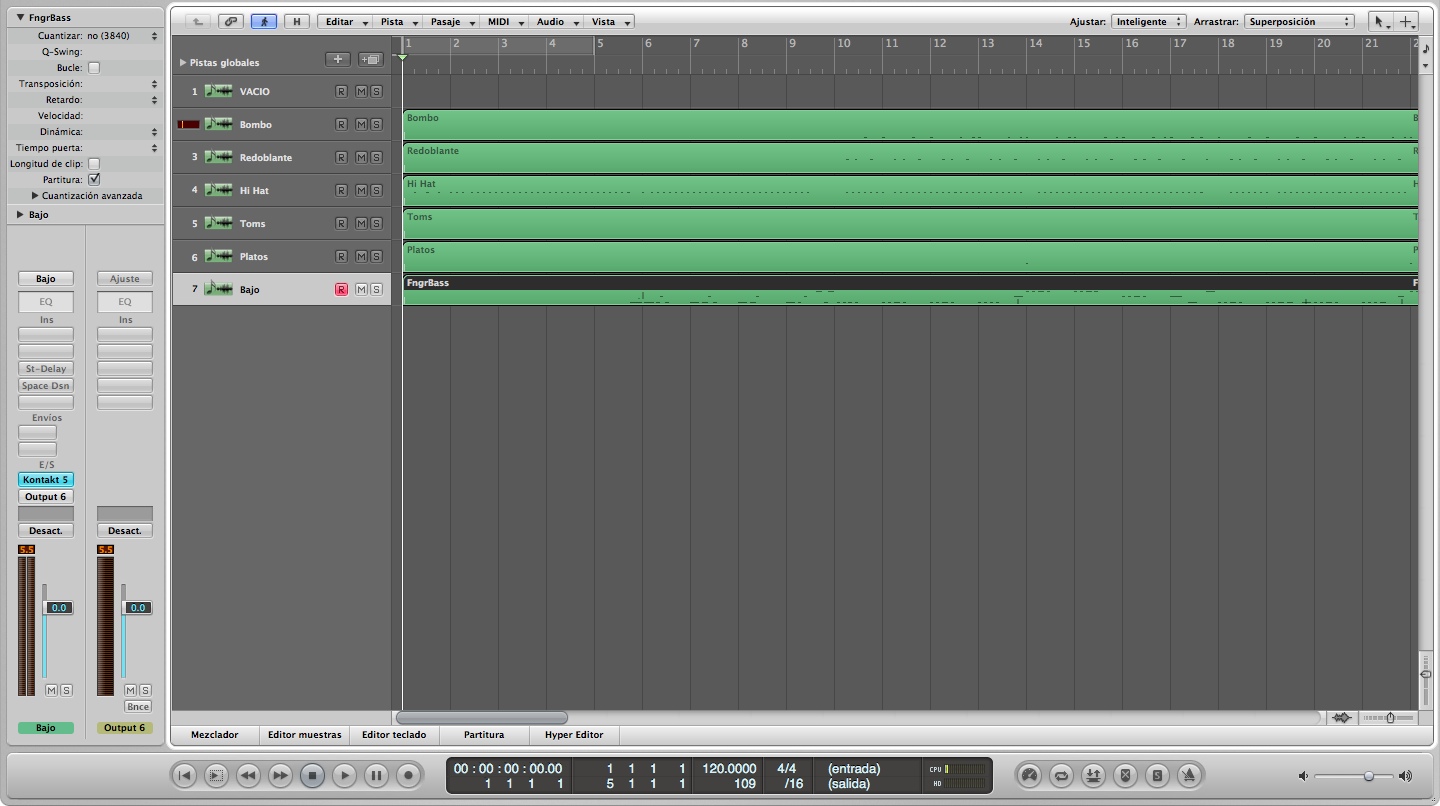 FngrBass
Cuantizar: no (3840)
Q-Swing:
Bucle:
Transposición:
Retardo:
Velocidad:
Dinámica:
Tiempo puerta:
Longitud de clip:
Partitura:
Cuantización avanzada
Bajo
Bajo Ajuste
EQ EQ
Ins Ins
St-Delay
Space Dsn
Envíos
E/S
Kontakt 5
Output 6
Desact. Desact.
5.5 5.5
0.0 0.0
M S M S
Bnce
Bajo Output 6
H Editar Pista Pasaje MIDI Audio Vista Ajustar: Inteligente Arrastrar: Superposición
Pistas globales
1 2 3 4 5 6 7 8 9 10 11 12 13 14 15 16 17 18 19 20 21 2
1 VACIO R M S
Bombo R M S Bombo B
3 Redoblante R M S Redoblante R
4 Hi Hat R M S Hi Hat H
5 Toms R M S Toms T
6 Platos R M S Platos P
7 Bajo R M S FngrBass F
Mezclador Editor muestras Editor teclado Partitura Hyper Editor
00 : 00 : 00 : 00.00 1 1 1 1 120.0000 4/4 (entrada) CPU
1 1 1 1 5 1 1 1 109 /16 (salida) HD
S